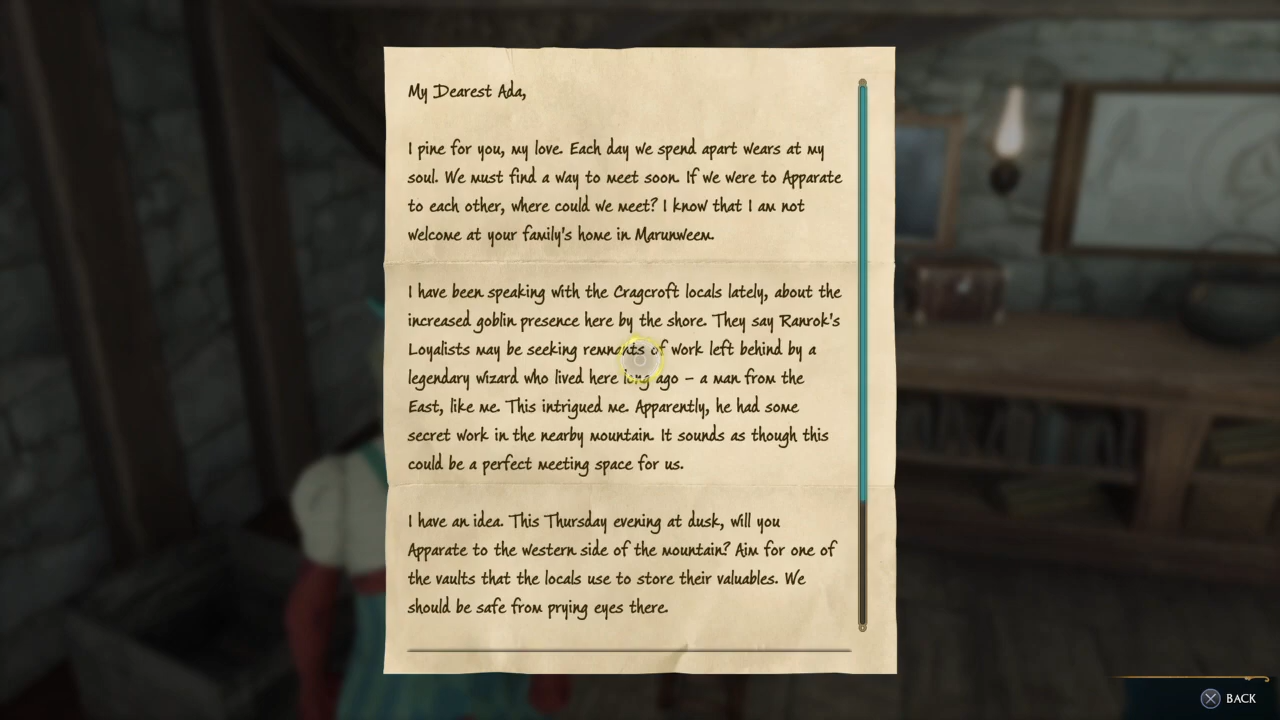 My Dearest Ada,
I pine for you, my love. Each day we spend apart wears at my
soul. We must find a way to meet soon. If we were to Apparate
to each other, where could we meet? I know that I am not
welcome at your family's home in Marunweem.
I have been speaking with the Cragcroft locals lately, about the
increased goblin presence here by the shore. They say Ranrok's
Loyalists may be seeking remnants of work left behind by a
legendary wizard who lived here long ago – a man from the
East, like me. This intrigued me. Apparently, he had some
secret work in the nearby mountain. It sounds as though this
could be a perfect meeting space for us.
I have an idea. This Thursday evening at dusk, will you
Apparate to the western side of the mountain? Aim for one of
the vaults that the locals use to store their valuables. We
should be safe from prying eyes there.
BACK